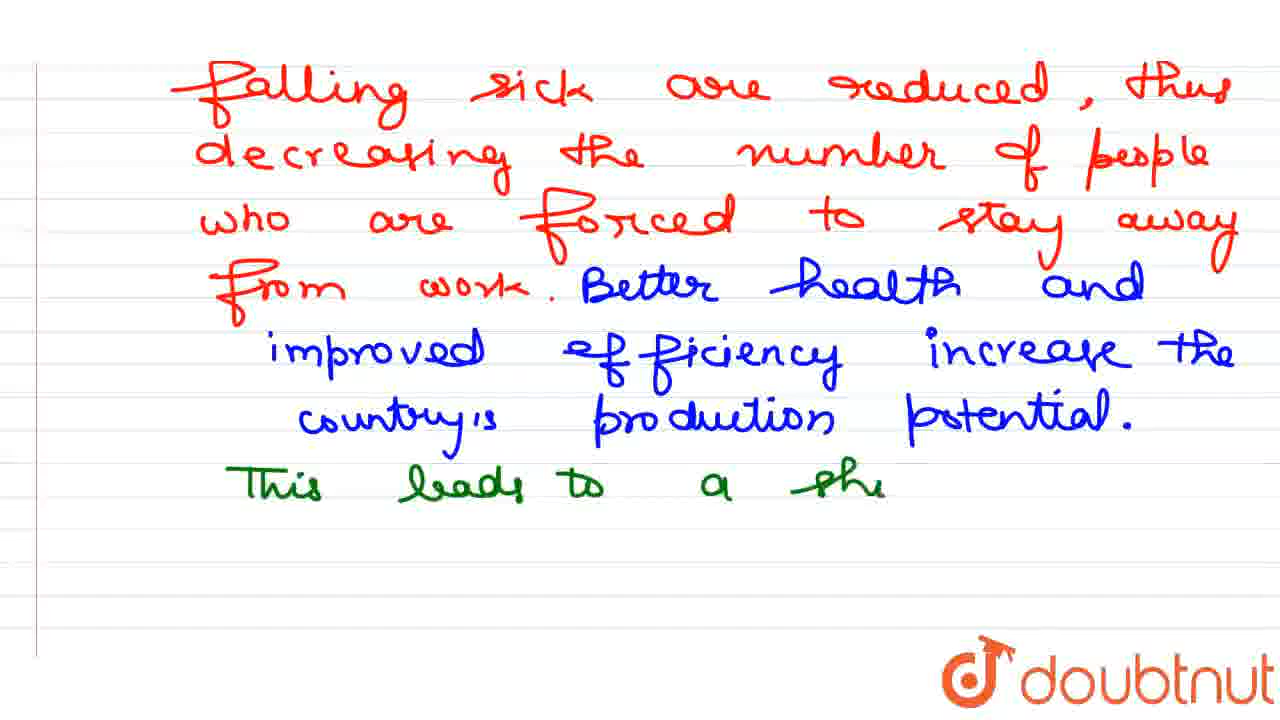 falling sick are reduced, thus
decreasing the number of people
who are forced to stay away
from work. Better health and
improved efficiency increase the
country's production potential.
This leads to a shi
doubtnut